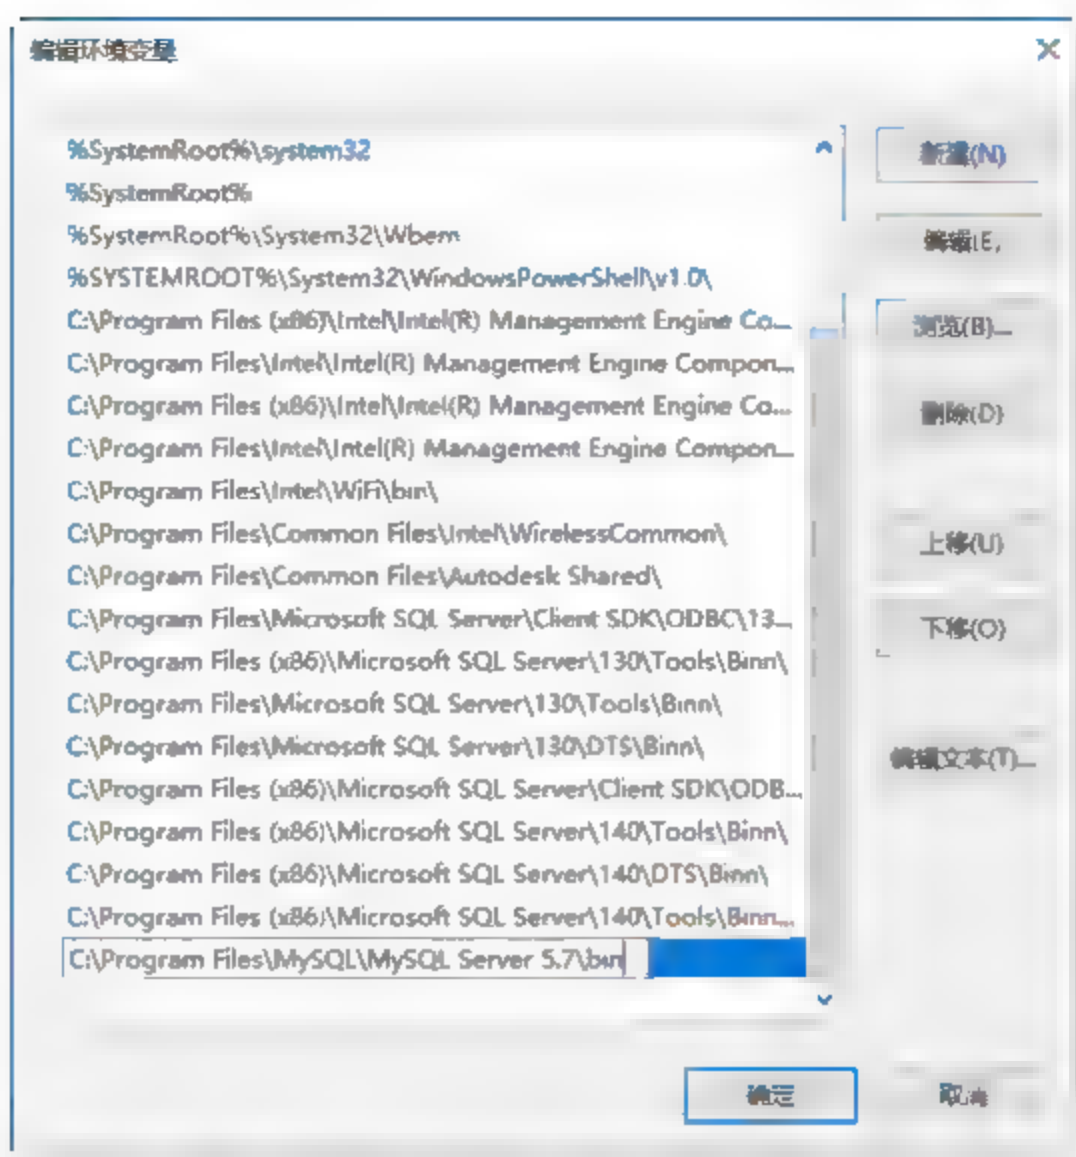 编辑环境变量
%SystemRoot%\system32
%SystemRoot%
%SystemRoot%\System32\Wbem
%SYSTEMROOT%\System32\WindowsPowerShell\v1.0\
C:\Program Files (x86)\Intel\Intel(R) Management Engine Co...
C:\Program Files\Intel\Intel(R) Management Engine Compon...
C:\Program Files (x86)\Intel\Intel(R) Management Engine Co...
C:\Program Files\Intel\Intel(R) Management Engine Compon...
C:\Program Files\Intel\WiFi\bin\
C:\Program Files\Common Files\Intel\WirelessCommon\
C:\Program Files\Common Files\Autodesk Shared\
C:\Program Files\Microsoft SQL Server\Client SDK\ODBC\13...
C:\Program Files (x86)\Microsoft SQL Server\130\Tools\Binn\
C:\Program Files\Microsoft SQL Server\130\Tools\Binn\
C:\Program Files\Microsoft SQL Server\130\DTS\Binn\
C:\Program Files (x86)\Microsoft SQL Server\Client SDK\ODB...
C:\Program Files (x86)\Microsoft SQL Server\140\Tools\Binn\
C:\Program Files (x86)\Microsoft SQL Server\140\DTS\Binn\
C:\Program Files (x86)\Microsoft SQL Server\140\Tools\Binn...
C:\Program Files\MySQL\MySQL Server 5.7\bin
新建(N)
编辑(E)
浏览(B)...
删除(D)
上移(U)
下移(O)
编辑文本(T)...
确定
取消